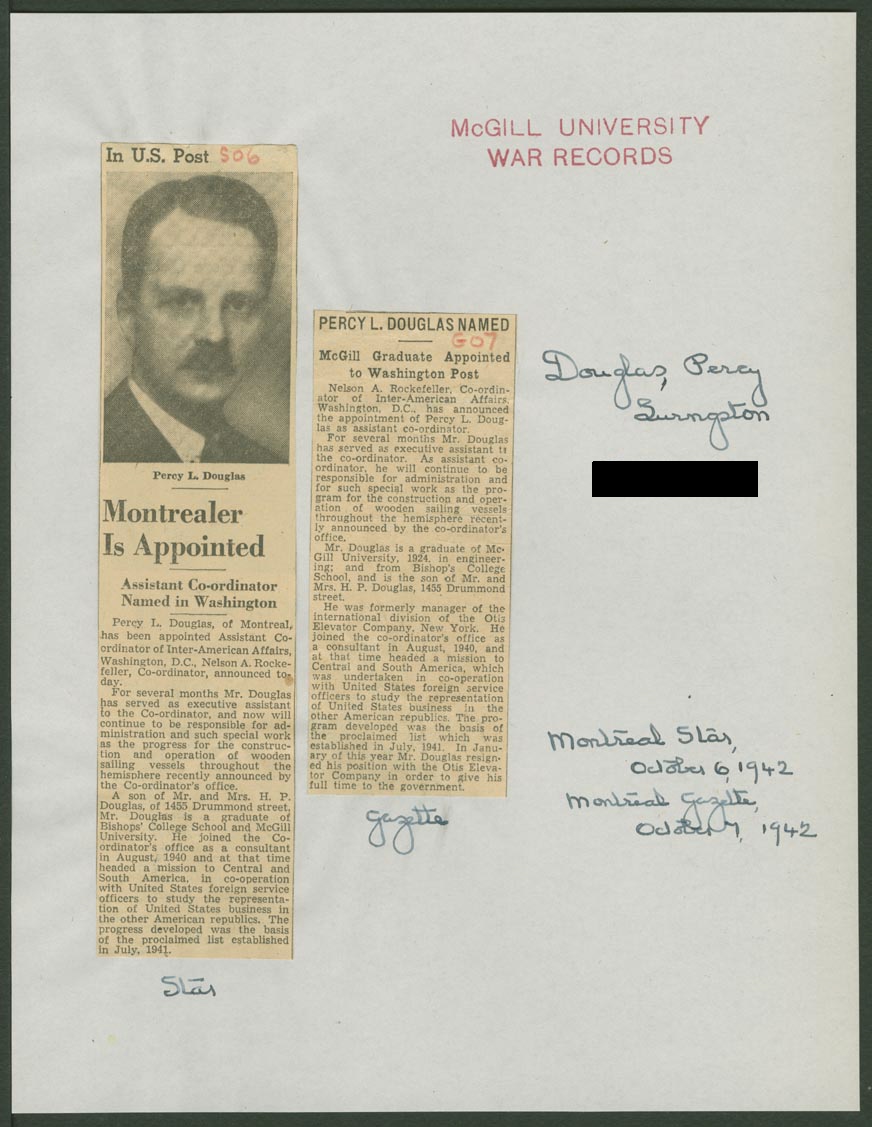 McGILL UNIVERSITY
WAR RECORDS
In U.S. Post S06
Percy L. Douglas
Montrealer
Is Appointed
Assistant Co-ordinator
Named in Washington
Percy L. Douglas, of Montreal,
has been appointed Assistant Co-
ordinator of Inter-American Affairs,
Washington, D.C., Nelson A. Rocke-
feller, Co-ordinator, announced to-
day.
For several months Mr. Douglas
has served as executive assistant
to the Co-ordinator, and now will
continue to be responsible for ad-
ministration and such special work
as the progress for the construc-
tion and operation of wooden
sailing vessels throughout the
hemisphere recently announced by
the Co-ordinator's office.
A son of Mr. and Mrs. H. P.
Douglas, of 1455 Drummond street,
Mr. Douglas is a graduate of
Bishops' College School and McGill
University. He joined the Co-
ordinator's office as a consultant
in August, 1940 and at that time
headed a mission to Central and
South America, in co-operation
with United States foreign service
officers to study the representa-
tion of United States business in
the other American republics. The
progress developed was the basis
of the proclaimed list established
in July, 1941.
Star
PERCY L. DOUGLAS NAMED
G07
McGill Graduate Appointed
to Washington Post
Nelson A. Rockefeller, Co-ordin-
ator of Inter-American Affairs,
Washington, D.C., has announced
the appointment of Percy L. Doug-
las as assistant co-ordinator.
For several months Mr. Douglas
has served as executive assistant to
the co-ordinator. As assistant co-
ordinator, he will continue to be
responsible for administration and
for such special work as the pro-
gram for the construction and oper-
ation of wooden sailing vessels
throughout the hemisphere recent-
ly announced by the co-ordinator's
office.
Mr. Douglas is a graduate of Mc-
Gill University, 1924, in engineer-
ing; and from Bishop's College
School, and is the son of Mr. and
Mrs. H. P. Douglas, 1455 Drummond
street.
He was formerly manager of the
international division of the Otis
Elevator Company, New York. He
joined the co-ordinator's office as
a consultant in August, 1940, and
at that time headed a mission to
Central and South America, which
was undertaken in co-operation
with United States foreign service
officers to study the representation
of United States business in the
other American republics. The pro-
gram developed was the basis of
the proclaimed list which was
established in July, 1941. In Janu-
ary of this year Mr. Douglas resign-
ed his position with the Otis Eleva-
tor Company in order to give his
full time to the government.
Gazette
Douglas, Percy
Livingston
Montreal Star,
October 6, 1942
Montreal Gazette,
October 7, 1942